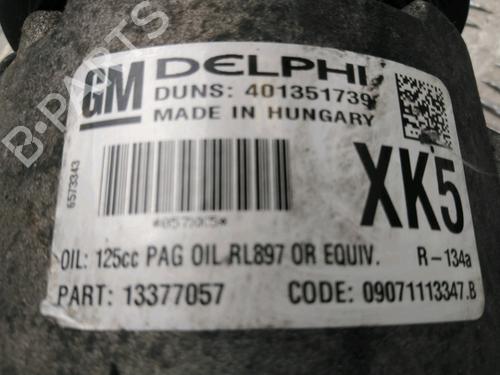 GM DELPHI
DUNS: 401351739
MADE IN HUNGARY
XK5
6573343
OIL: 125cc PAG OIL RL897 OR EQUIV. R-134a
PART: 13377057 CODE: 09071113347.B
B-PARTS